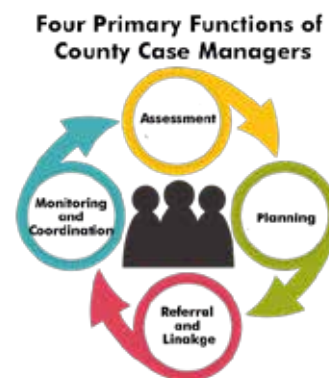 Four Primary Functions of
County Case Managers
Assessment
Planning
Referral
and
Linakge
Monitoring
and
Coordination